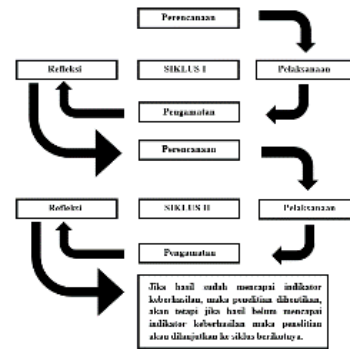 Perencanaan
Refleksi
SIKLUS I
Pelaksanaan
Pengamatan
Perencanaan
Refleksi
SIKLUS II
Pelaksanaan
Pengamatan
Jika hasil sudah mencapai indikator
keberhasilan, maka penelitian dihentikan,
akan tetapi jika hasil belum mencapai
indikator keberhasilan maka penelitian
akan dilanjutkan ke siklus berikutnya.